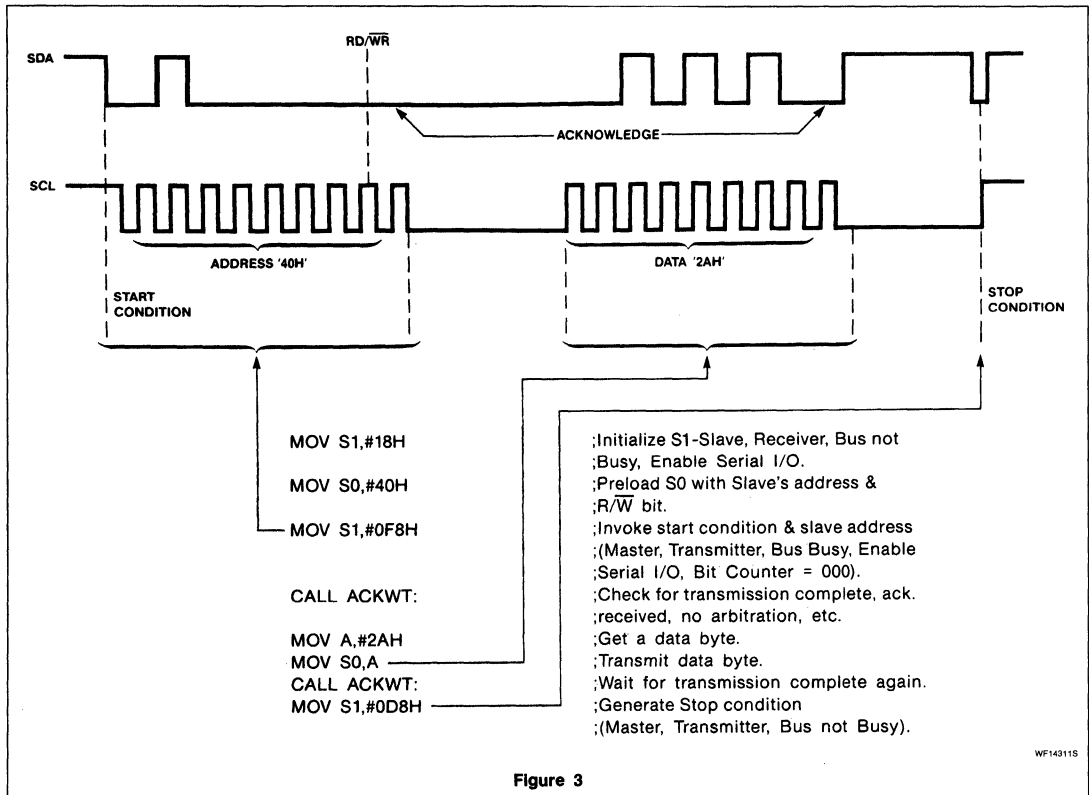 RD/WR
SDA
ACKNOWLEDGE
SCL
ADDRESS '40H'
DATA '2AH'
START
CONDITION
STOP
CONDITION
MOV S1,#18H
;Initialize S1-Slave, Receiver, Bus not
;Busy, Enable Serial I/O.
MOV S0,#40H
;Preload S0 with Slave's address &
;R/W bit.
MOV S1,#0F8H
;Invoke start condition & slave address
;(Master, Transmitter, Bus Busy, Enable
;Serial I/O, Bit Counter = 000).
CALL ACKWT:
;Check for transmission complete, ack.
;received, no arbitration, etc.
MOV A,#2AH
;Get a data byte.
MOV S0,A
;Transmit data byte.
CALL ACKWT:
;Wait for transmission complete again.
MOV S1,#0D8H
;Generate Stop condition
;(Master, Transmitter, Bus not Busy).
WF14311S
Figure 3